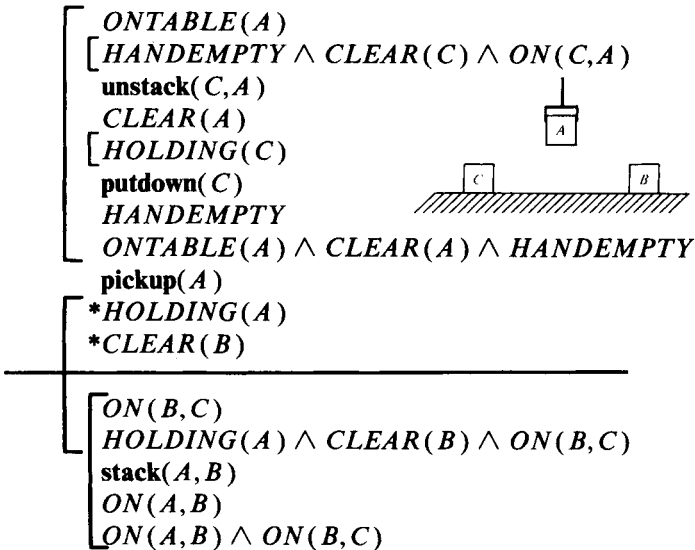 ONTABLE(A)
HANDEMPTY ∧ CLEAR(C) ∧ ON(C,A)
unstack(C,A)
CLEAR(A)
HOLDING(C)
putdown(C)
HANDEMPTY
ONTABLE(A) ∧ CLEAR(A) ∧ HANDEMPTY
pickup(A)
*HOLDING(A)
*CLEAR(B)
ON(B,C)
HOLDING(A) ∧ CLEAR(B) ∧ ON(B,C)
stack(A,B)
ON(A,B)
ON(A,B) ∧ ON(B,C)
A
C B